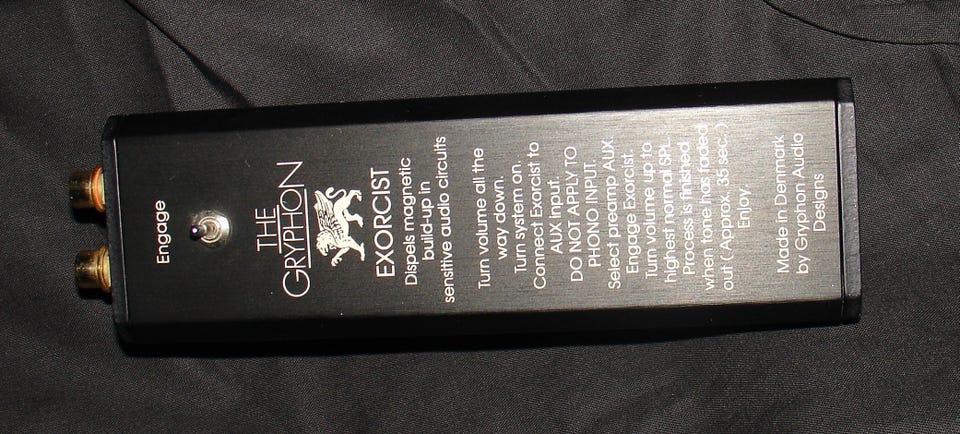 Engage
THE
GRYPHON
EXORCIST
Dispels magnetic
build-up in
sensitive audio circuits
Turn volume all the
way down.
Turn system on.
Connect Exorcist to
AUX Input.
DO NOT APPLY TO
PHONO INPUT.
Select preamp AUX.
Engage Exorcist.
Turn volume up to
highest normal SPL.
Process is finished
when tone has faded
out ( Approx. 35 sec. )
Enjoy.
Made in Denmark
by Gryphon Audio
Designs